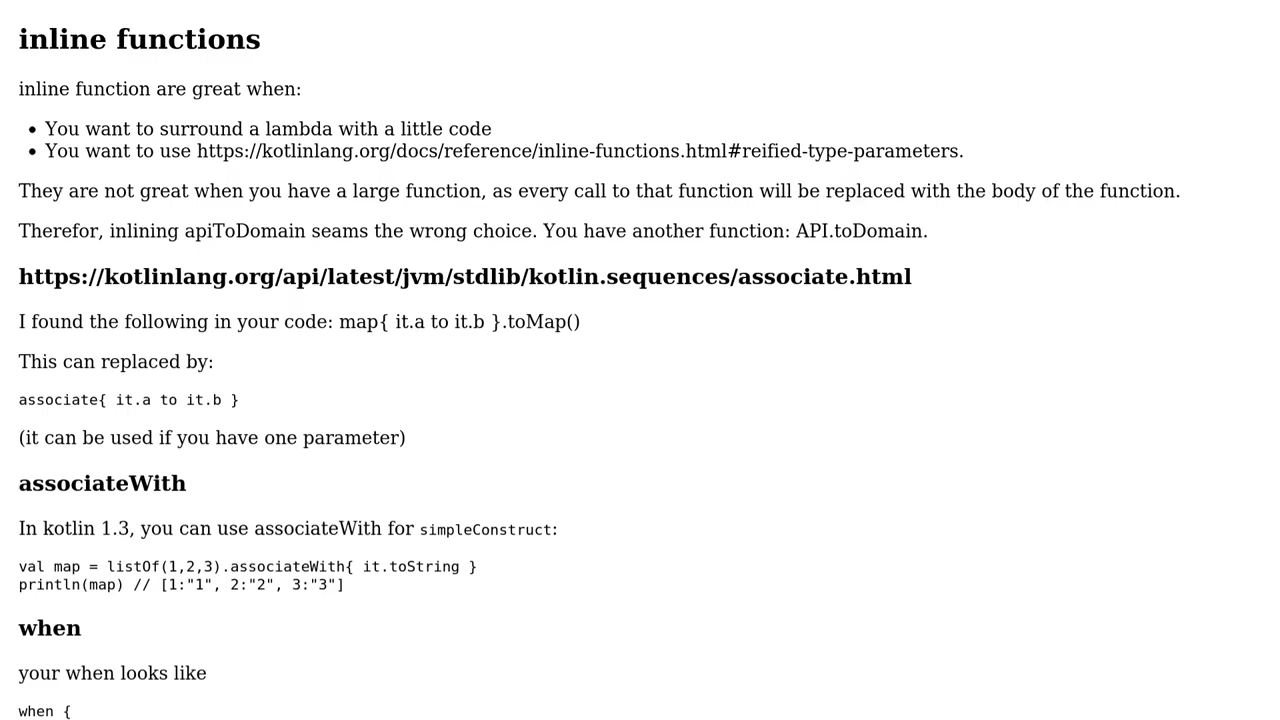 inline functions
inline function are great when:
• You want to surround a lambda with a little code
• You want to use https://kotlinlang.org/docs/reference/inline-functions.html#reified-type-parameters.
They are not great when you have a large function, as every call to that function will be replaced with the body of the function.
Therefor, inlining apiToDomain seams the wrong choice. You have another function: API.toDomain.
https://kotlinlang.org/api/latest/jvm/stdlib/kotlin.sequences/associate.html
I found the following in your code: map{ it.a to it.b }.toMap()
This can replaced by:
associate{ it.a to it.b }
(it can be used if you have one parameter)
associateWith
In kotlin 1.3, you can use associateWith for simpleConstruct:
val map = listOf(1,2,3).associateWith{ it.toString }
println(map) // [1:"1", 2:"2", 3:"3"]
when
your when looks like
when {